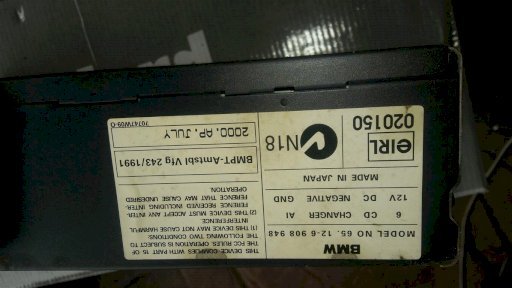 BMW
MODEL NO 65. 12-6 908 948
6 CD CHANGER AI
12V DC NEGATIVE GND
MADE IN JAPAN
eIRL
020150
N18
THIS DEVICE COMPLIES WITH PART 15 OF
THE FCC RULES. OPERATION IS SUBJECT TO
THE FOLLOWING TWO CONDITIONS:
(1) THIS DEVICE MAY NOT CAUSE HARMFUL
INTERFERENCE.
(2) THIS DEVICE MUST ACCEPT ANY INTER-
FERENCE RECEIVED, INCLUDING INTER-
FERENCE THAT MAY CAUSE UNDESIRED
OPERATION.
BMPT-Amtsbl Vfg 243/1991
2000. AP. JULY